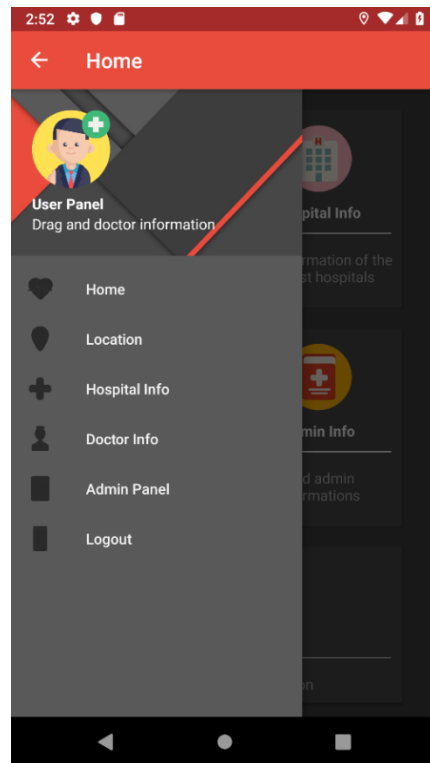 2:52
Home
User Panel
Drag and doctor information
Home
Location
Hospital Info
Doctor Info
Admin Panel
Logout
pital Info
rmation of the
st hospitals
min Info
d admin
rmations
on